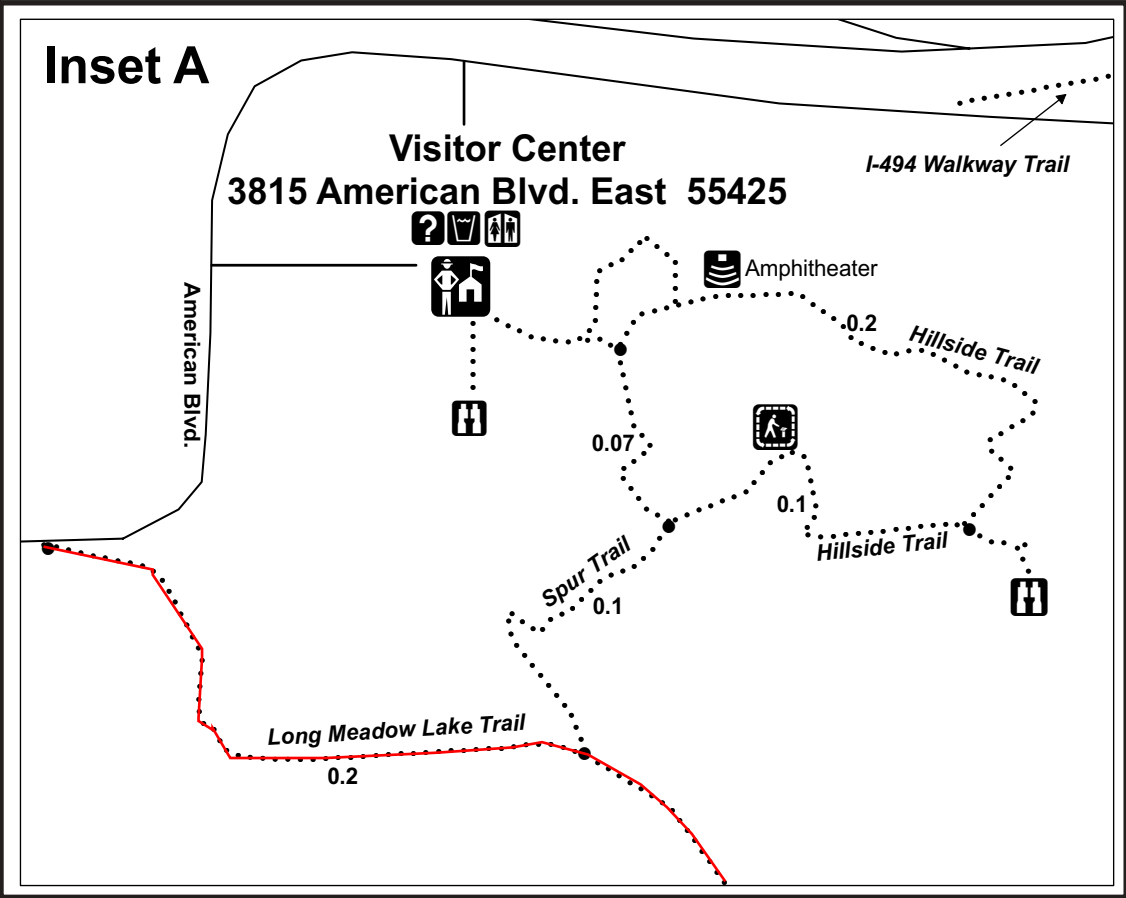 Inset A
I-494 Walkway Trail
Visitor Center
3815 American Blvd. East 55425
?
Amphitheater
American Blvd.
0.2
Hillside Trail
0.07
0.1
Hillside Trail
Spur Trail
0.1
Long Meadow Lake Trail
0.2